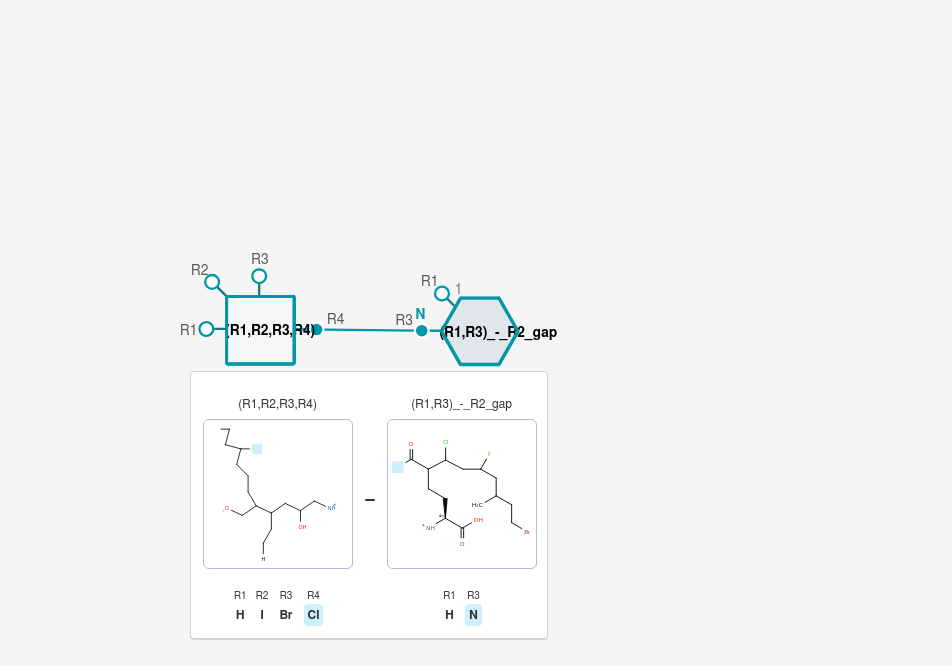 R3
R2
R1
1
N
R1
(R1,R2,R3,R4)
R4
R3
(R1,R3)_-_R2_gap
(R1,R2,R3,R4)
(R1,R3)_-_R2_gap
O
NH
OH
H
–
O
Cl
F
H₃C
Br
NH
OH
O
R1 R2 R3 R4
H I Br Cl
R1 R3
H N